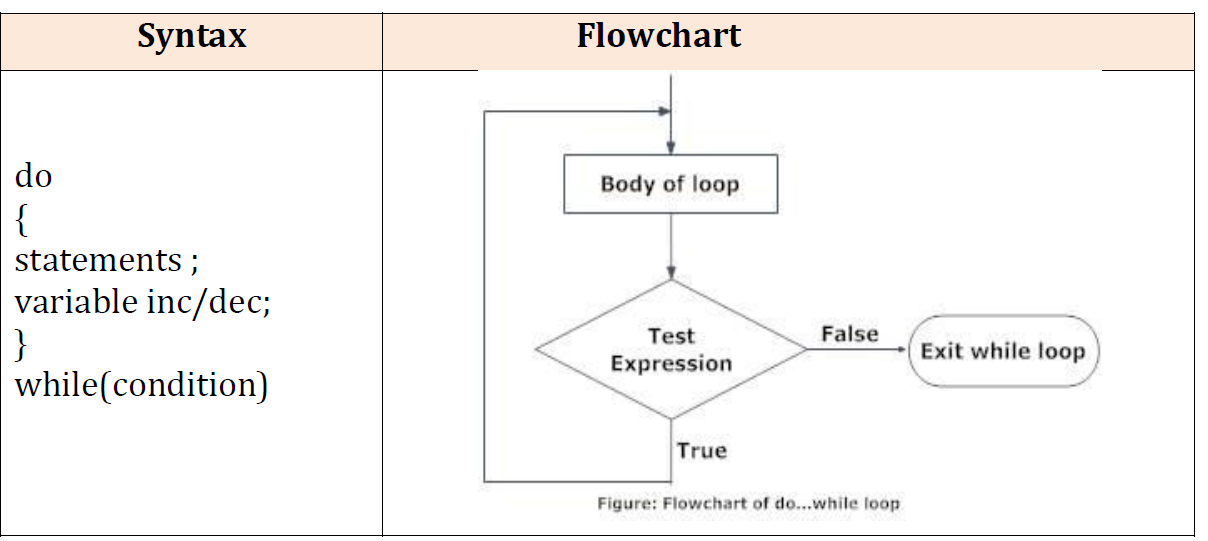 Syntax
Flowchart
do
{
statements ;
variable inc/dec;
}
while(condition)
Body of loop
Test
Expression
False
Exit while loop
True
Figure: Flowchart of do...while loop